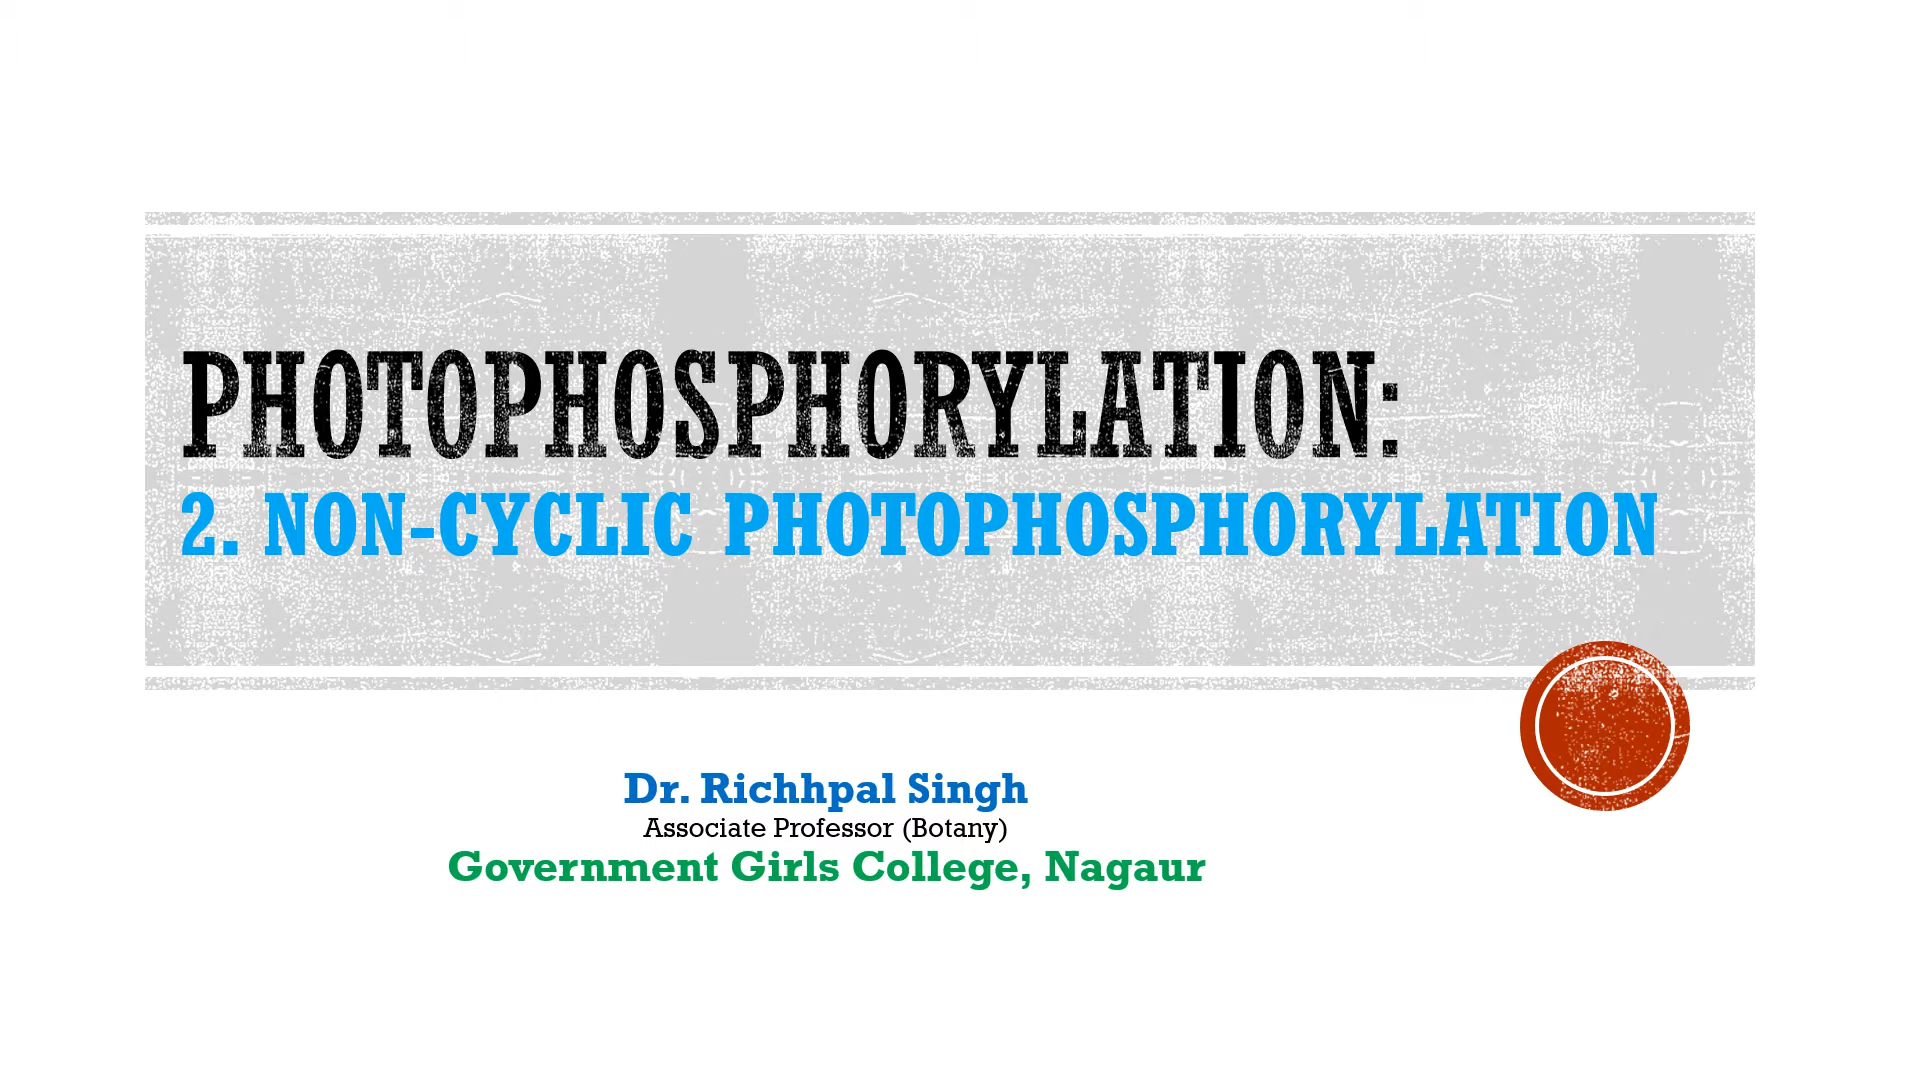 PHOTOPHOSPHORYLATION:
2. NON-CYCLIC PHOTOPHOSPHORYLATION
Dr. Richhpal Singh
Associate Professor (Botany)
Government Girls College, Nagaur